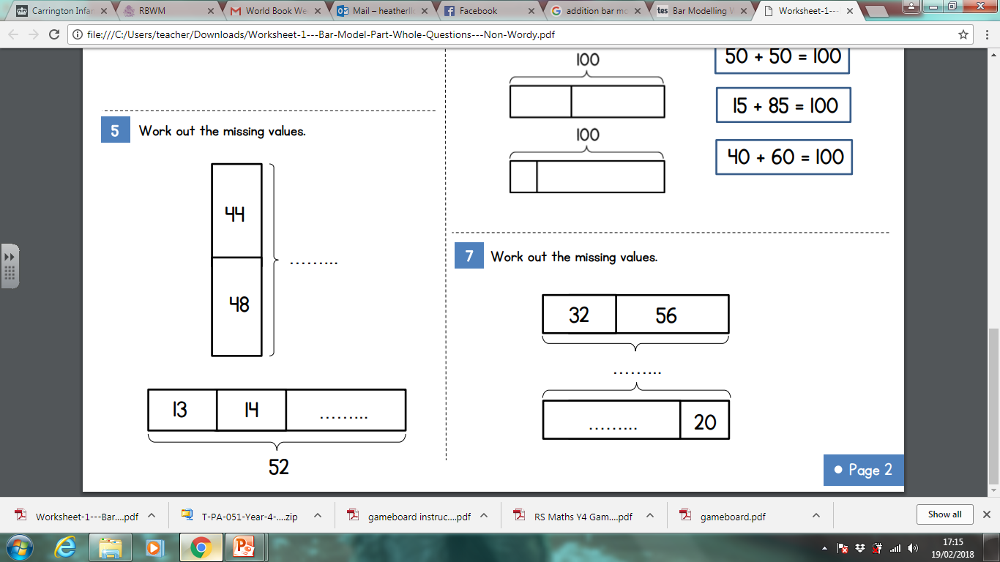 Carrington Infan
RBWM
World Book We
Mail – heatherll
Facebook
addition bar mo
tes Bar Modelling W
Worksheet-1---
file:///C:/Users/teacher/Downloads/Worksheet-1---Bar-Model-Part-Whole-Questions---Non-Wordy.pdf
5 Work out the missing values.
44
48
.........
13 14 .........
52
100
100
50 + 50 = 100
15 + 85 = 100
40 + 60 = 100
7 Work out the missing values.
32 56
.........
......... 20
• Page 2
Worksheet-1---Bar....pdf
T-PA-051-Year-4-....zip
gameboard instruc....pdf
RS Maths Y4 Gam....pdf
gameboard.pdf
Show all
17:15
19/02/2018